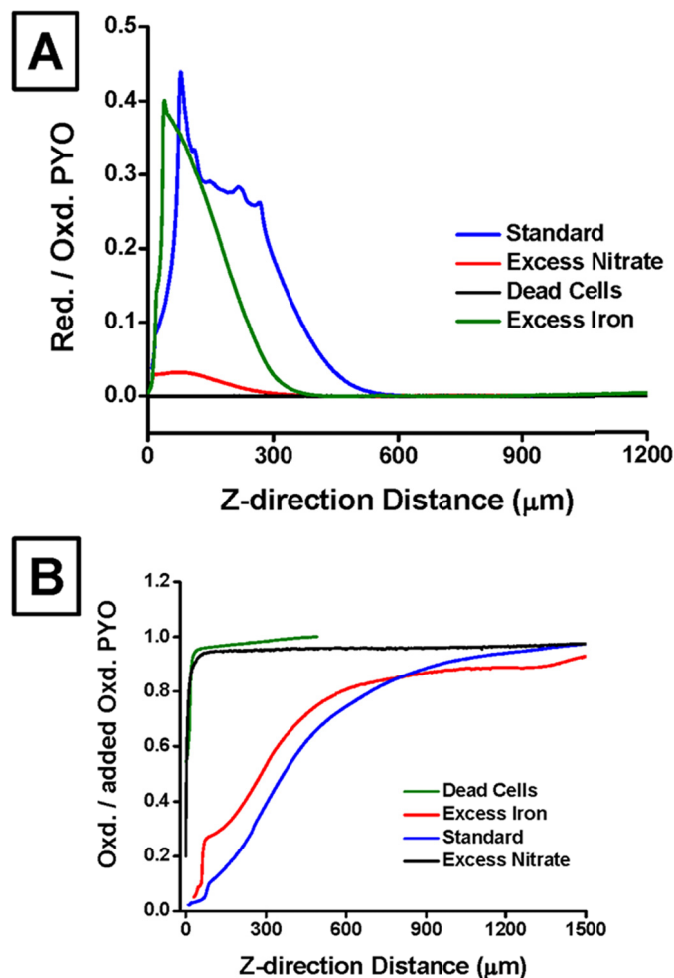 A
0.5
0.4
0.3
0.2
0.1
0.0
Red. / Oxd. PYO
Standard
Excess Nitrate
Dead Cells
Excess Iron
0 300 600 900 1200
Z-direction Distance (μm)
B
1.2
1.0
0.8
0.6
0.4
0.2
0.0
Oxd. / added Oxd. PYO
Dead Cells
Excess Iron
Standard
Excess Nitrate
0 300 600 900 1200 1500
Z-direction Distance (μm)